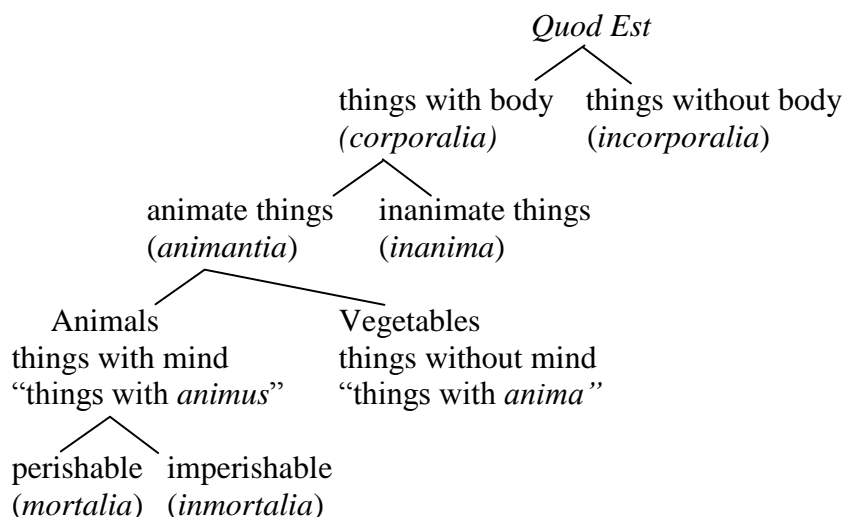 Quod Est
things with body things without body
(corporalia) (incorporalia)
animate things inanimate things
(animantia) (inanima)
Animals Vegetables
things with mind things without mind
“things with animus” “things with anima”
perishable imperishable
(mortalia) (inmortalia)